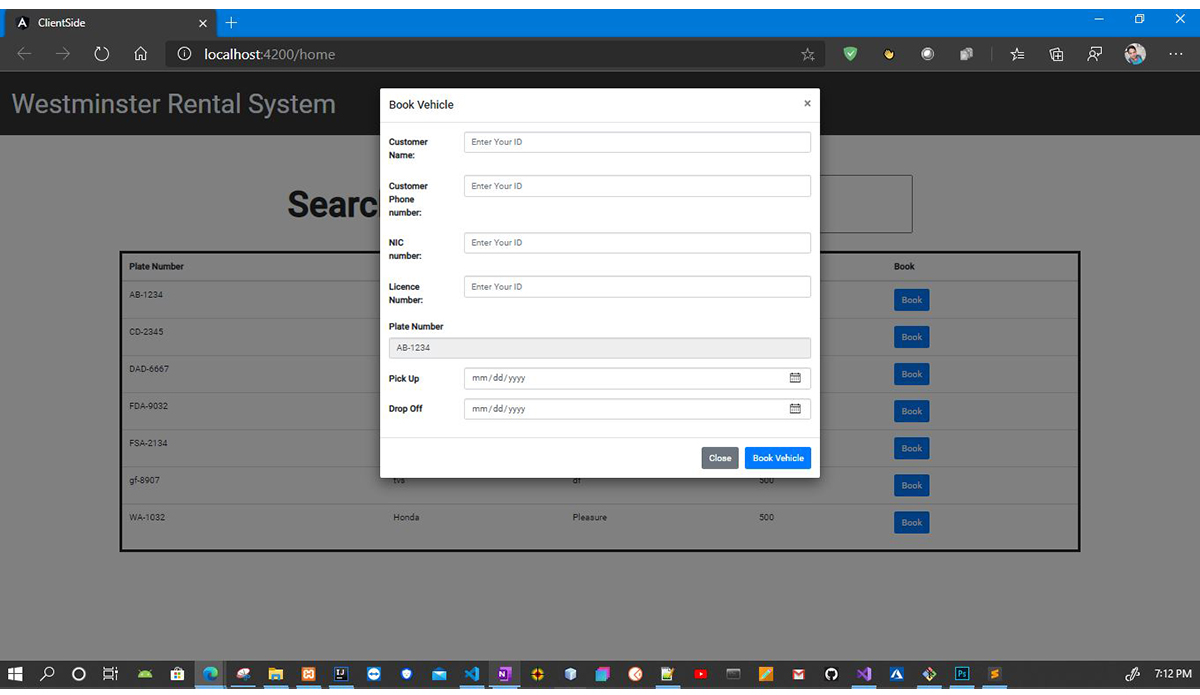 ClientSide
localhost:4200/home
Westminster Rental System
Book Vehicle
×
Customer
Name:
Enter Your ID
Customer
Phone
number:
Enter Your ID
NIC
number:
Enter Your ID
Licence
Number:
Enter Your ID
Plate Number
AB-1234
Pick Up
mm/dd/yyyy
Drop Off
mm/dd/yyyy
Close
Book Vehicle
Searc
Plate Number Book
AB-1234 Book
CD-2345 Book
DAD-6667 Book
FDA-9032 Book
FSA-2134 Book
gf-8907 tvs df 500 Book
WA-1032 Honda Pleasure 500 Book
7:12 PM